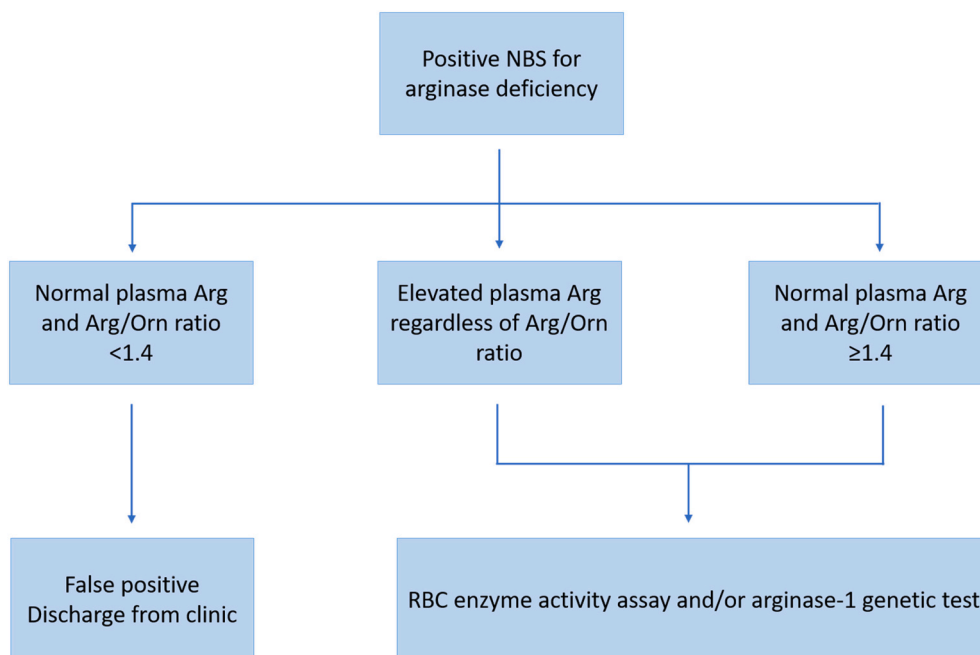 Positive NBS for
arginase deficiency
Normal plasma Arg
and Arg/Orn ratio
<1.4
Elevated plasma Arg
regardless of Arg/Orn
ratio
Normal plasma Arg
and Arg/Orn ratio
≥1.4
False positive
Discharge from clinic
RBC enzyme activity assay and/or arginase-1 genetic test